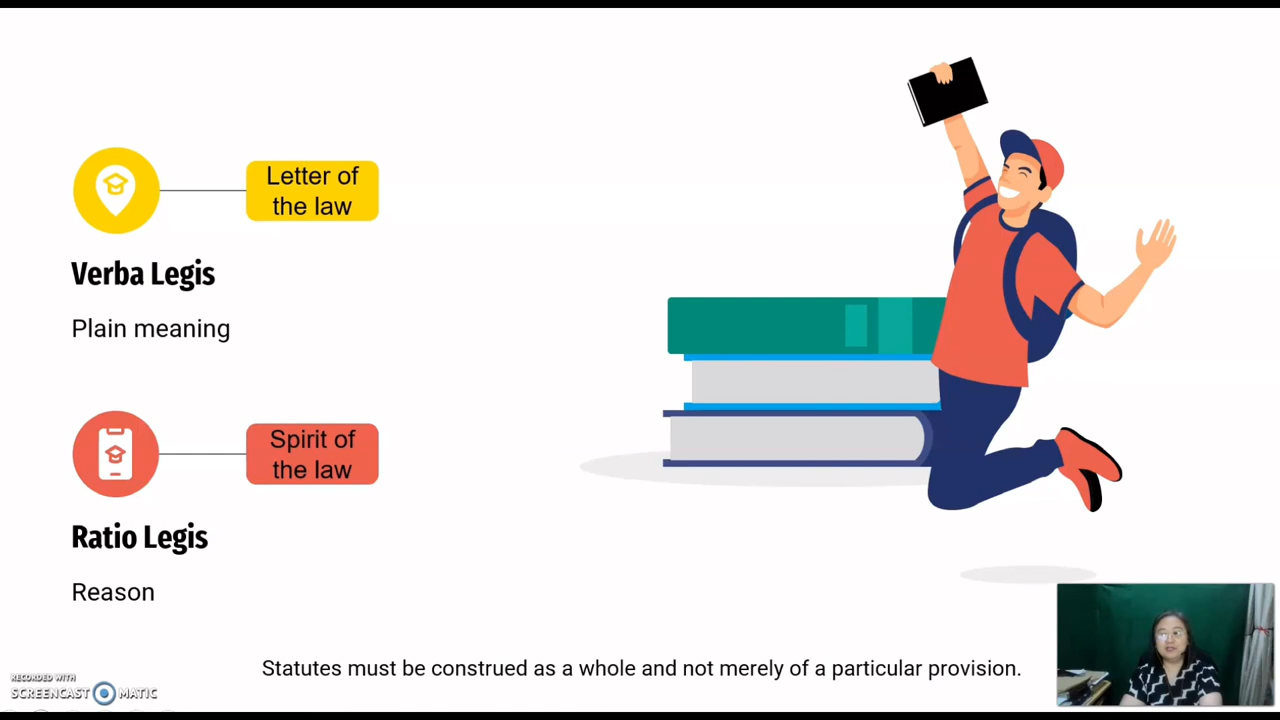 Letter of
the law
Verba Legis
Plain meaning
Spirit of
the law
Ratio Legis
Reason
Statutes must be construed as a whole and not merely of a particular provision.
RECORDED WITH
SCREENCAST MATIC